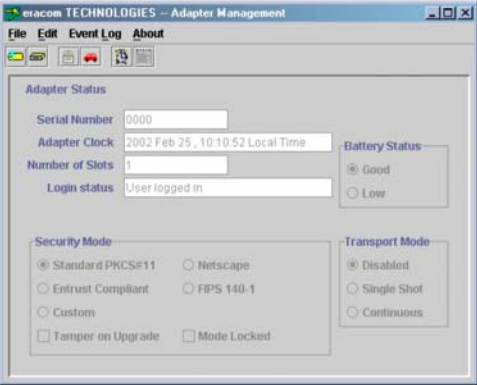 eracom TECHNOLOGIES -- Adapter Management
File Edit Event Log About
Adapter Status
Serial Number 0000
Adapter Clock 2002 Feb 25 , 10:10:52 Local Time
Number of Slots 1
Login status User logged in
Battery Status
Good
Low
Security Mode
Standard PKCS#11 Netscape
Entrust Compliant FIPS 140-1
Custom
Tamper on Upgrade Mode Locked
Transport Mode
Disabled
Single Shot
Continuous